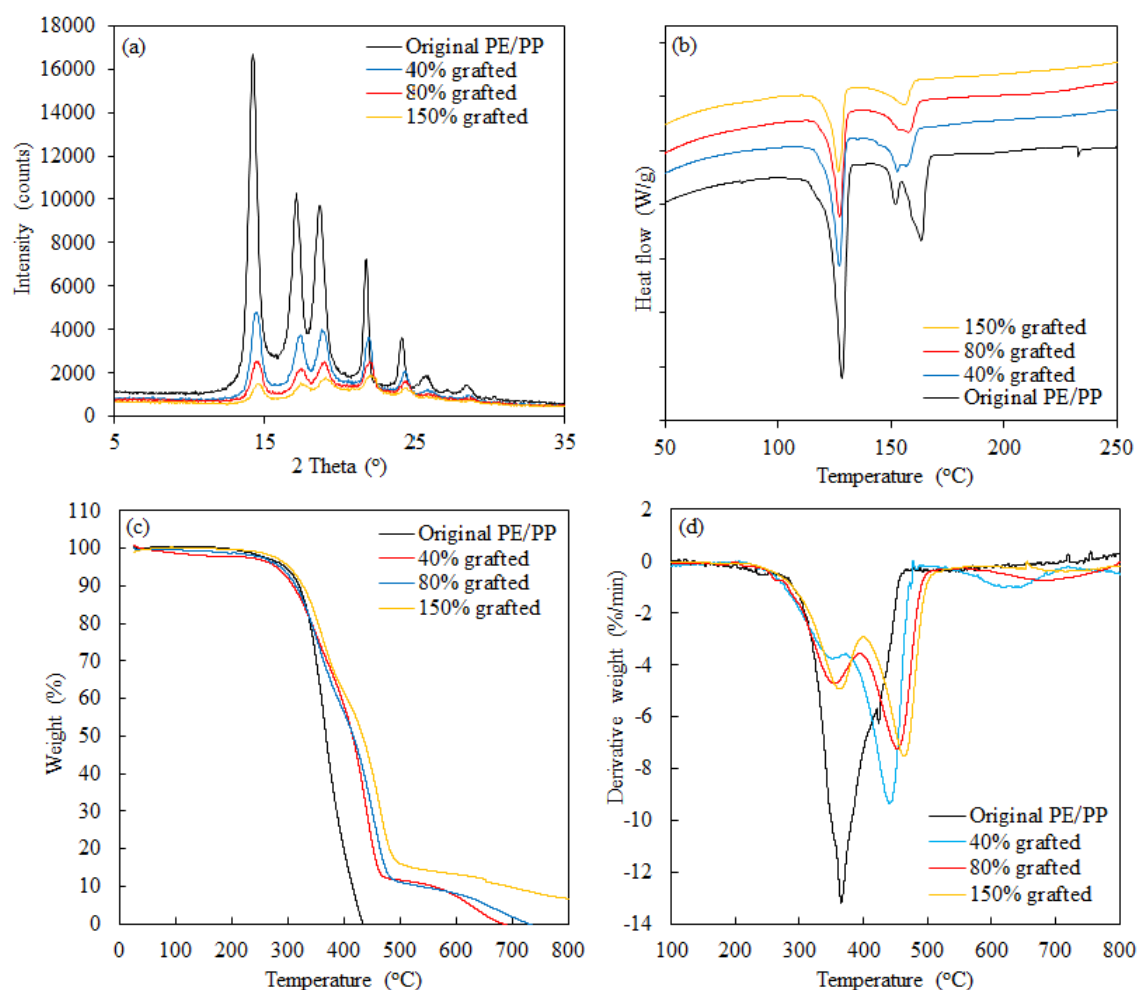 (a)
Original PE/PP
40% grafted
80% grafted
150% grafted
18000
16000
14000
12000
10000
8000
6000
4000
2000
0
Intensity (counts)
5 15 25 35
2 Theta (°)
(b)
Heat flow (W/g)
150% grafted
80% grafted
40% grafted
Original PE/PP
50 100 150 200 250
Temperature (°C)
(c)
Original PE/PP
40% grafted
80% grafted
150% grafted
110
100
90
80
70
60
50
40
30
20
10
0
Weight (%)
0 100 200 300 400 500 600 700 800
Temperature (°C)
(d)
2
0
-2
-4
-6
-8
-10
-12
-14
Derivative weight (%/min)
Original PE/PP
40% grafted
80% grafted
150% grafted
100 200 300 400 500 600 700 800
Temperature (°C)